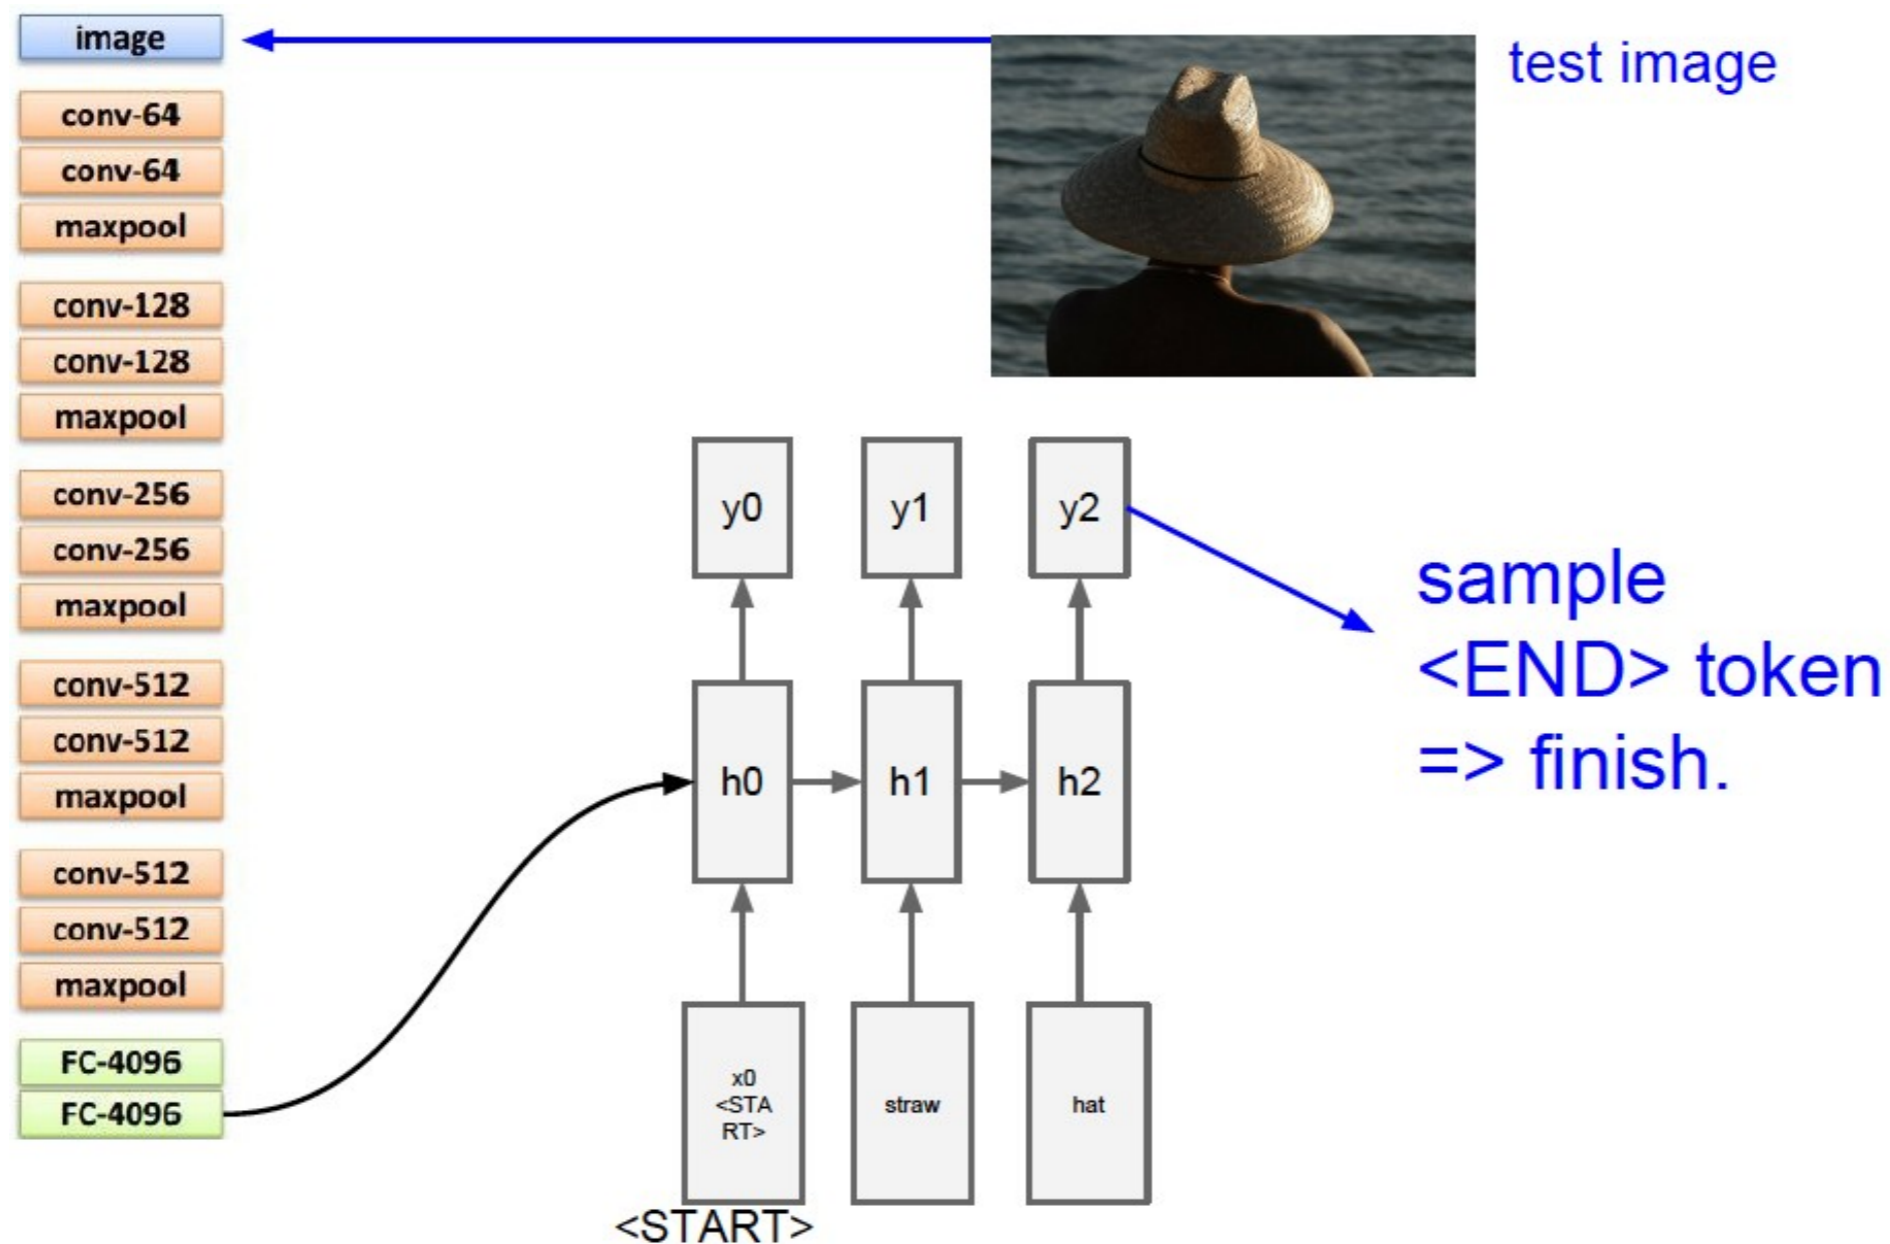 image
conv-64
conv-64
maxpool
conv-128
conv-128
maxpool
conv-256
conv-256
maxpool
conv-512
conv-512
maxpool
conv-512
conv-512
maxpool
FC-4096
FC-4096
test image
y0
y1
y2
sample
<END> token
=> finish.
h0
h1
h2
x0
<STA
RT>
straw
hat
<START>